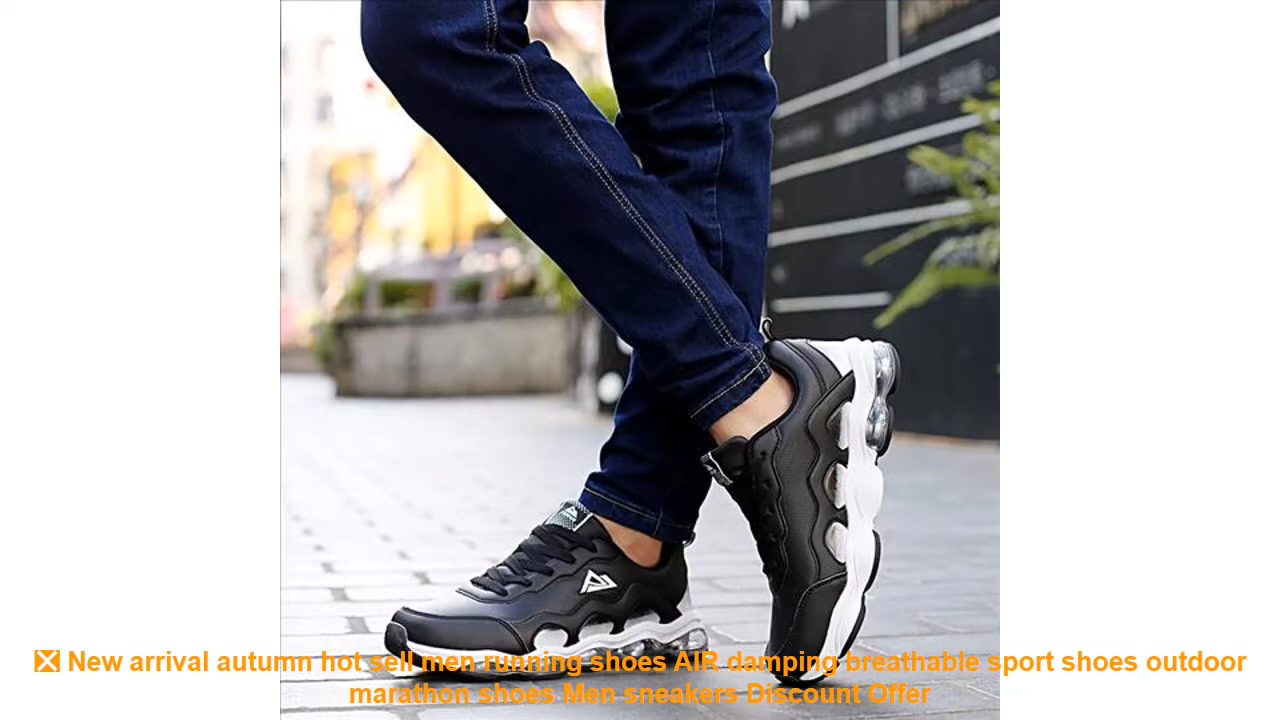 ❎ New arrival autumn hot sell men running shoes AIR damping breathable sport shoes outdoor
marathon shoes Men sneakers Discount Offer